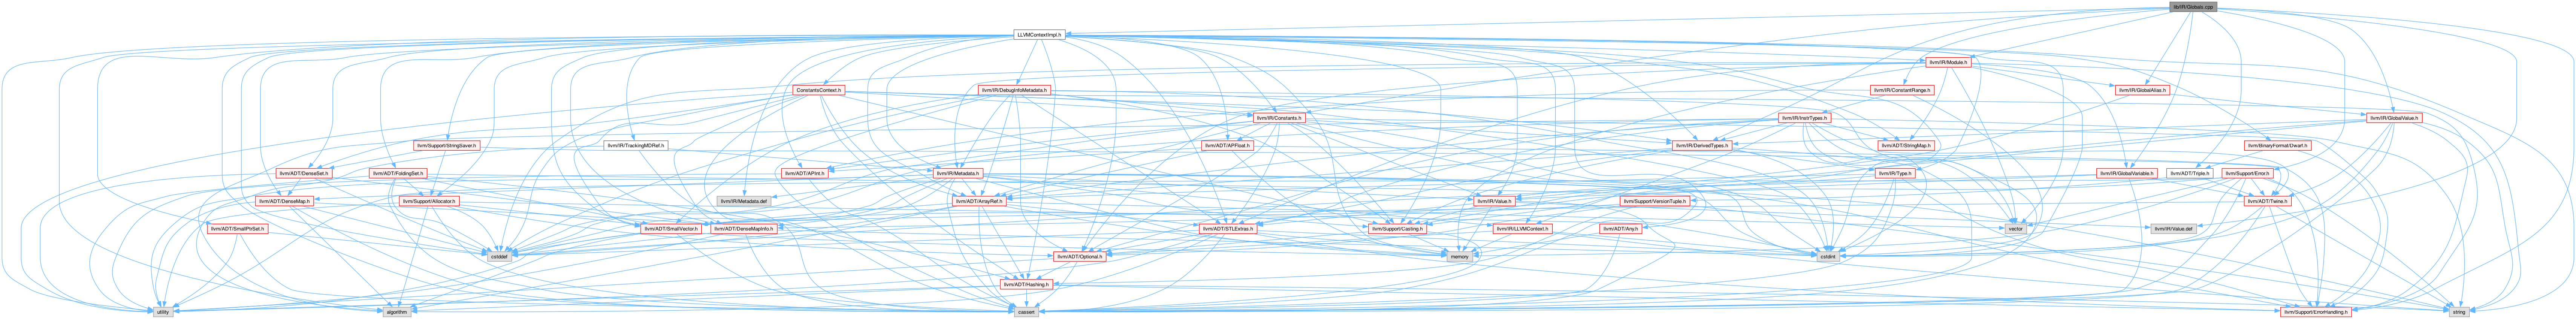 lib/IR/Globals.cpp
LLVMContextImpl.h
llvm/IR/Module.h
ConstantsContext.h
llvm/IR/DebugInfoMetadata.h
llvm/IR/ConstantRange.h
llvm/IR/GlobalAlias.h
llvm/IR/Constants.h
llvm/IR/InstrTypes.h
llvm/IR/GlobalValue.h
llvm/Support/StringSaver.h
llvm/IR/TrackingMDRef.h
llvm/ADT/APFloat.h
llvm/IR/DerivedTypes.h
llvm/ADT/StringMap.h
llvm/BinaryFormat/Dwarf.h
llvm/ADT/DenseSet.h
llvm/ADT/FoldingSet.h
llvm/ADT/APInt.h
llvm/IR/Metadata.h
llvm/IR/Type.h
llvm/IR/GlobalVariable.h
llvm/ADT/Triple.h
llvm/Support/Error.h
llvm/ADT/DenseMap.h
llvm/Support/Allocator.h
llvm/IR/Metadata.def
llvm/ADT/ArrayRef.h
llvm/IR/Value.h
llvm/Support/VersionTuple.h
llvm/ADT/Twine.h
llvm/ADT/SmallPtrSet.h
llvm/ADT/SmallVector.h
llvm/ADT/DenseMapInfo.h
llvm/ADT/STLExtras.h
llvm/Support/Casting.h
llvm/IR/LLVMContext.h
llvm/ADT/Any.h
vector
llvm/IR/Value.def
cstddef
llvm/ADT/Optional.h
memory
cstdint
llvm/ADT/Hashing.h
utility
algorithm
cassert
llvm/Support/ErrorHandling.h
string